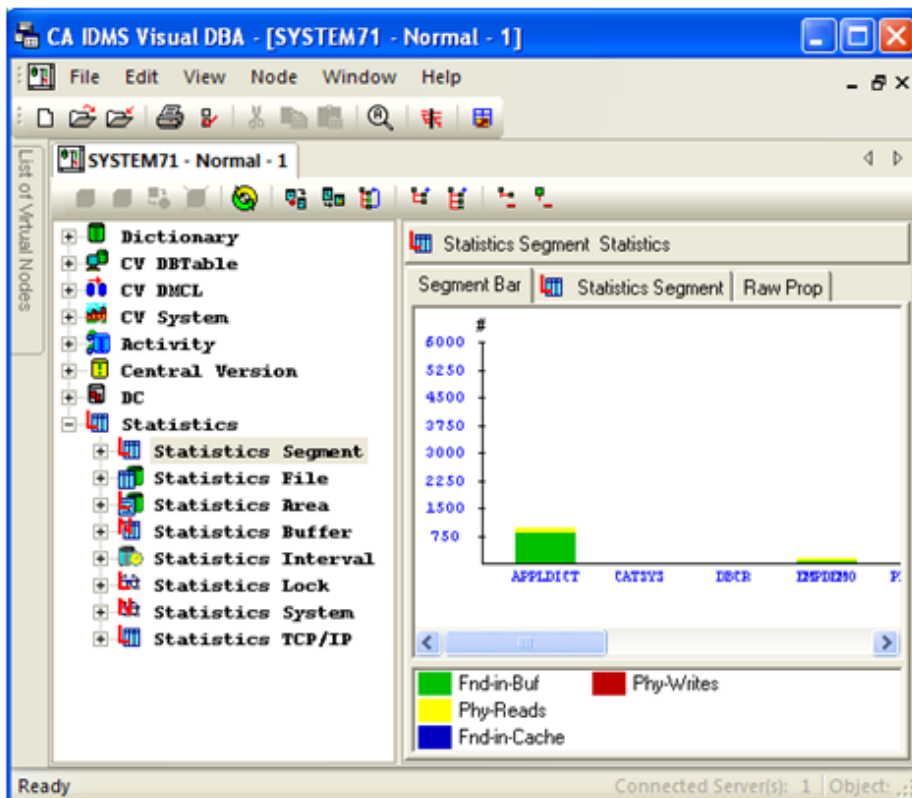 CA IDMS Visual DBA - [SYSTEM71 - Normal - 1]
File Edit View Node Window Help
List of Virtual Nodes
SYSTEM71 - Normal - 1
Dictionary
CV DBTable
CV DMCL
CV System
Activity
Central Version
DC
Statistics
Statistics Segment
Statistics File
Statistics Area
Statistics Buffer
Statistics Interval
Statistics Lock
Statistics System
Statistics TCP/IP
Statistics Segment Statistics
Segment Bar Statistics Segment Raw Prop
#
6000
5250
4500
3750
3000
2250
1500
750
APPLDICT CATSYS DBCR EMPDEMO
Fnd-in-Buf Phy-Writes
Phy-Reads
Fnd-in-Cache
Ready Connected Server(s): 1 Object: